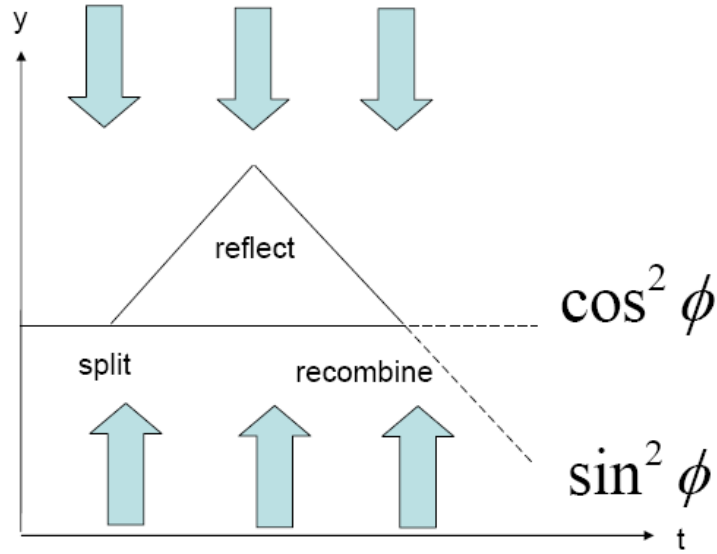 y
reflect
cos² ϕ
split
recombine
sin² ϕ
t